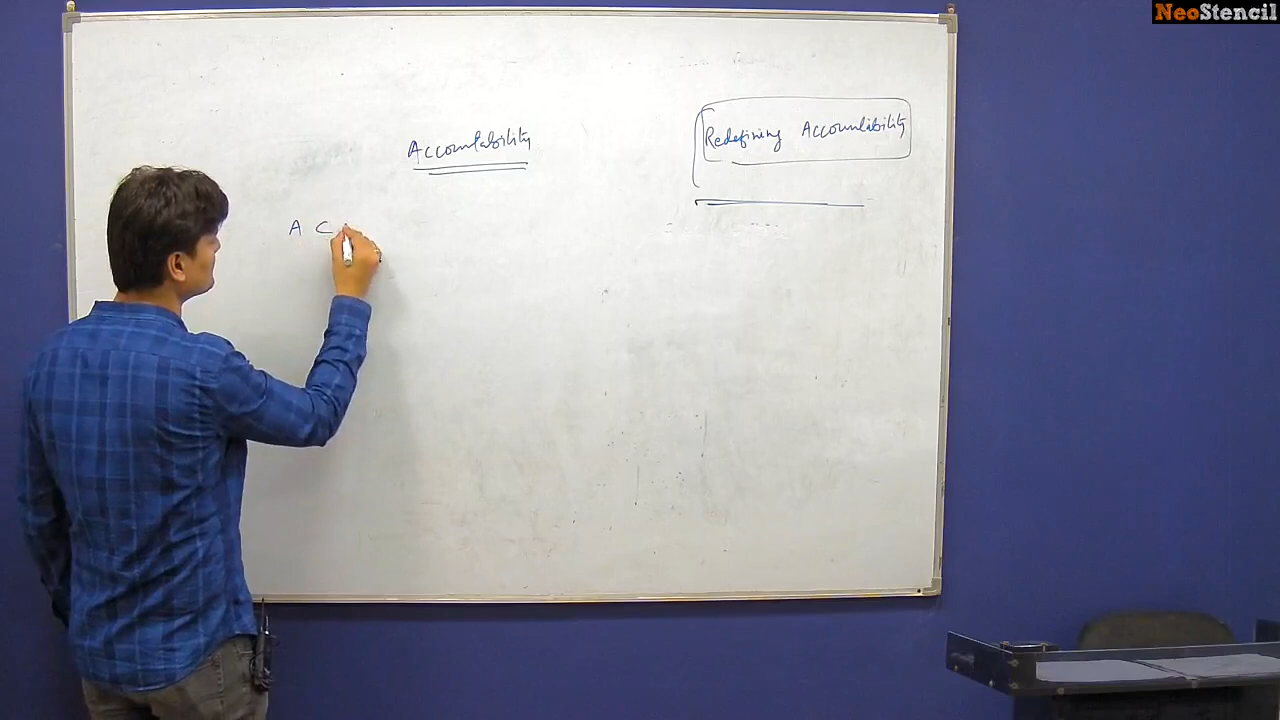 NeoStencil
Accountability
Redefining Accountability
A C